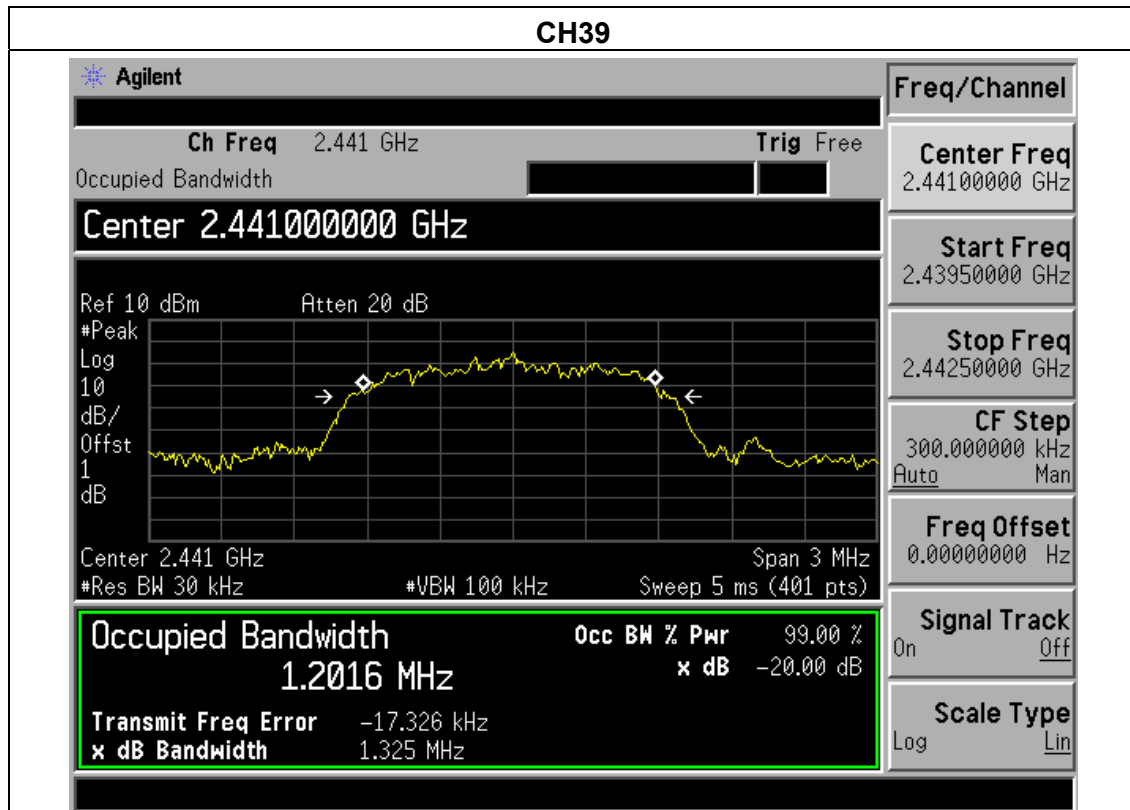 CH39
Agilent
Ch Freq 2.441 GHz Trig Free
Occupied Bandwidth
Center 2.441000000 GHz
Ref 10 dBm Atten 20 dB
#Peak
Log
10
dB/
Offst
1
dB
Center 2.441 GHz Span 3 MHz
#Res BW 30 kHz #VBW 100 kHz Sweep 5 ms (401 pts)
Occupied Bandwidth Occ BW % Pwr 99.00 %
1.2016 MHz x dB -20.00 dB
Transmit Freq Error -17.326 kHz
x dB Bandwidth 1.325 MHz
Freq/Channel
Center Freq
2.44100000 GHz
Start Freq
2.43950000 GHz
Stop Freq
2.44250000 GHz
CF Step
300.000000 kHz
Auto Man
Freq Offset
0.00000000 Hz
Signal Track
On Off
Scale Type
Log Lin